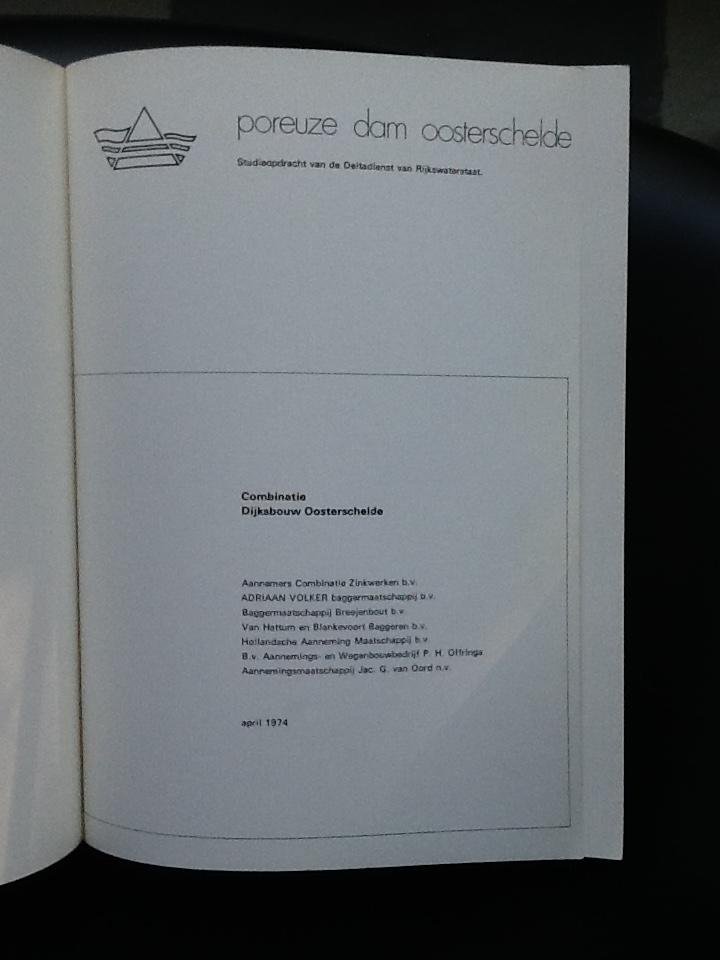 poreuze dam oosterschelde
Studieopdracht van de Deltadienst van Rijkswaterstaat.
Combinatie
Dijksbouw Oosterschelde
Aannemers Combinatie Zinkwerken b.v.
ADRIAAN VOLKER baggermaatschappij b.v.
Baggermaatschappij Breejenbout b.v.
Van Hattum en Blankevoort Baggeren b.v.
Hollandsche Aanneming Maatschappij b.v.
B.v. Aannemings- en Wegenbouwbedrijf P. H. Offringa
Aannemingsmaatschappij Jac. G. van Oord n.v.
april 1974